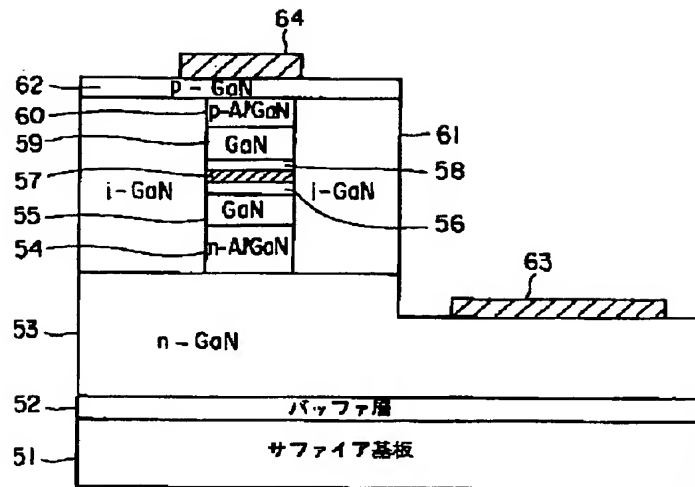 64
62 p - GaN
60 p-AlGaN 61
59 GaN
58
57
i-GaN i-GaN
55 GaN 56
54 n-AlGaN
63
53 n - GaN
52 バッファ層
51 サファイア基板